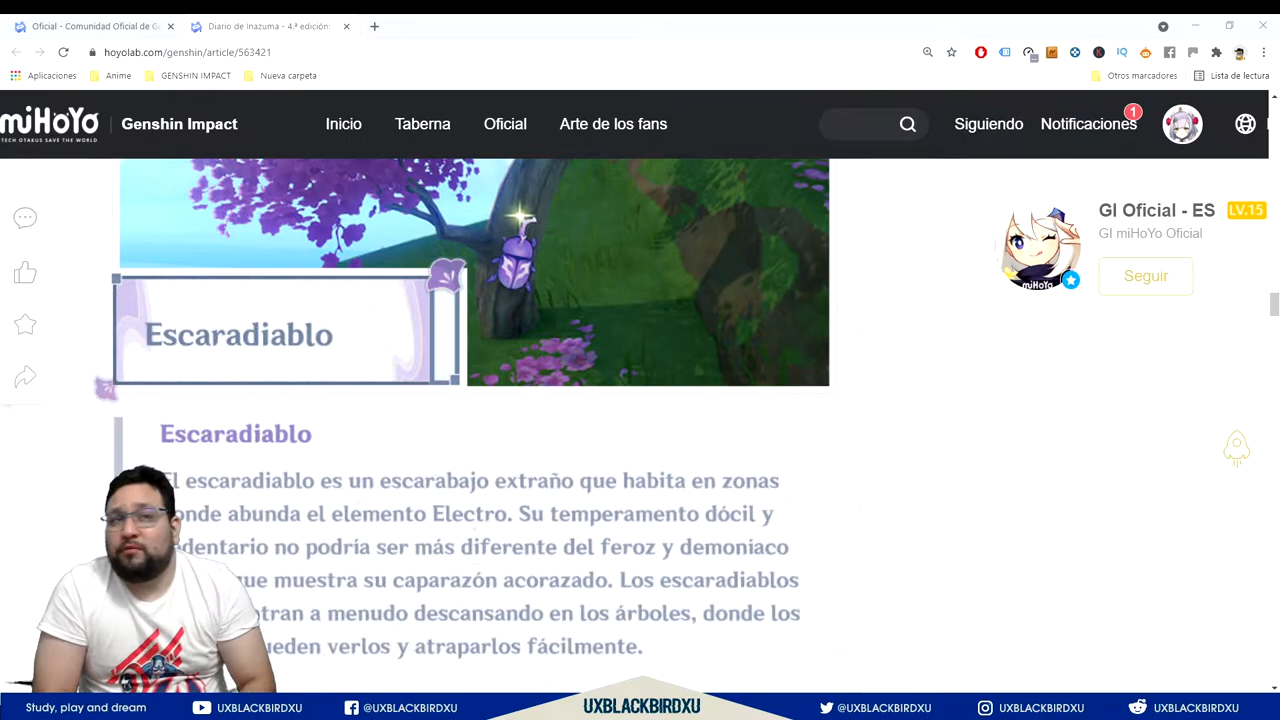 Oficial - Comunidad Oficial de G
Diario de Inazuma - 4.ª edición:
hoyolab.com/genshin/article/563421
IQ
Aplicaciones
Anime
GENSHIN IMPACT
Nueva carpeta
Otros marcadores
Lista de lectura
miHoYo
TECH OTAKUS SAVE THE WORLD
Genshin Impact
Inicio
Taberna
Oficial
Arte de los fans
Siguiendo
Notificaciones
1
GI Oficial - ES
LV.15
GI miHoYo Oficial
miHoYo
Seguir
Escaradiablo
Escaradiablo
El escaradiablo es un escarabajo extraño que habita en zonas
onde abunda el elemento Electro. Su temperamento dócil y
edentario no podría ser más diferente del feroz y demoníaco
que muestra su caparazón acorazado. Los escaradiablos
tran a menudo descansando en los árboles, donde los
ueden verlos y atraparlos fácilmente.
Study, play and dream
UXBLACKBIRDXU
@UXBLACKBIRDXU
UXBLACKBIRDXU
@UXBLACKBIRDXU
UXBLACKBIRDXU
UXBLACKBIRDXU